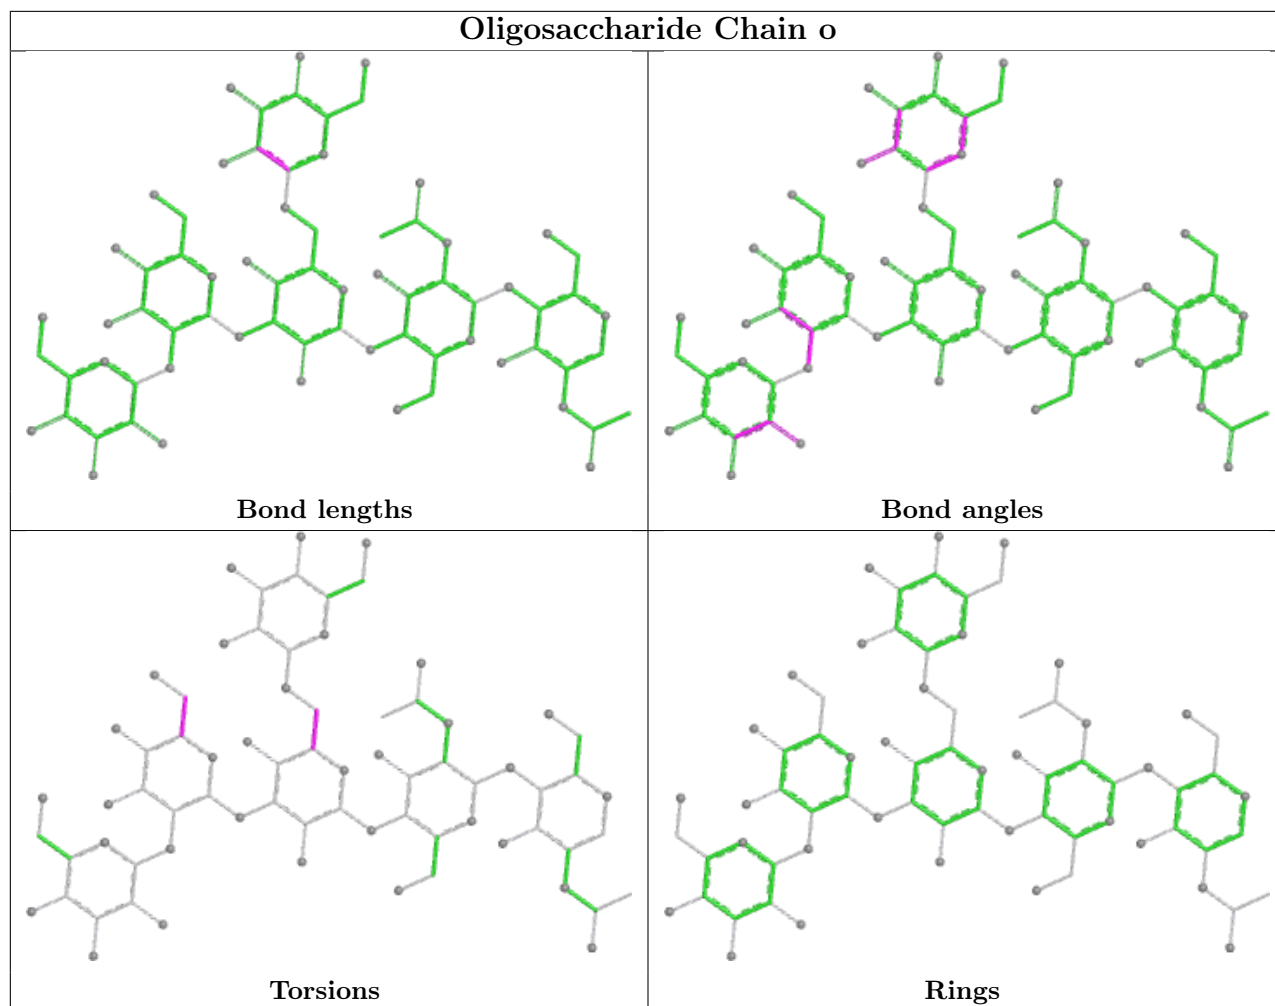 Oligosaccharide Chain o
Bond lengths
Bond angles
Torsions
Rings